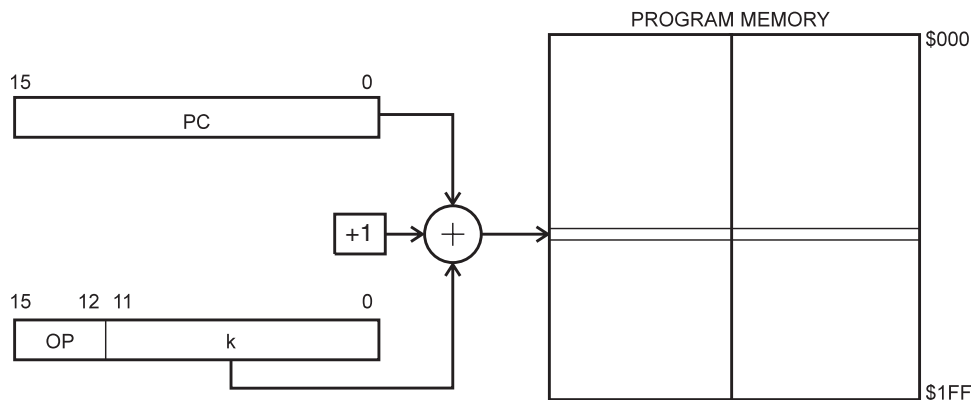 PROGRAM MEMORY
$000
15 0
PC
+1
+
15 12 11 0
OP k
$1FF